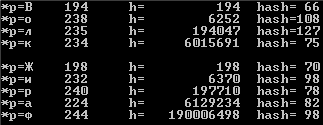 *p=В 194 h= 194 hash= 66
*p=о 238 h= 6252 hash=108
*p=л 235 h= 194047 hash=127
*p=к 234 h= 6015691 hash= 75
*p=Ж 198 h= 198 hash= 70
*p=и 232 h= 6370 hash= 98
*p=р 240 h= 197710 hash= 78
*p=а 224 h= 6129234 hash= 82
*p=ф 244 h= 190006498 hash= 98